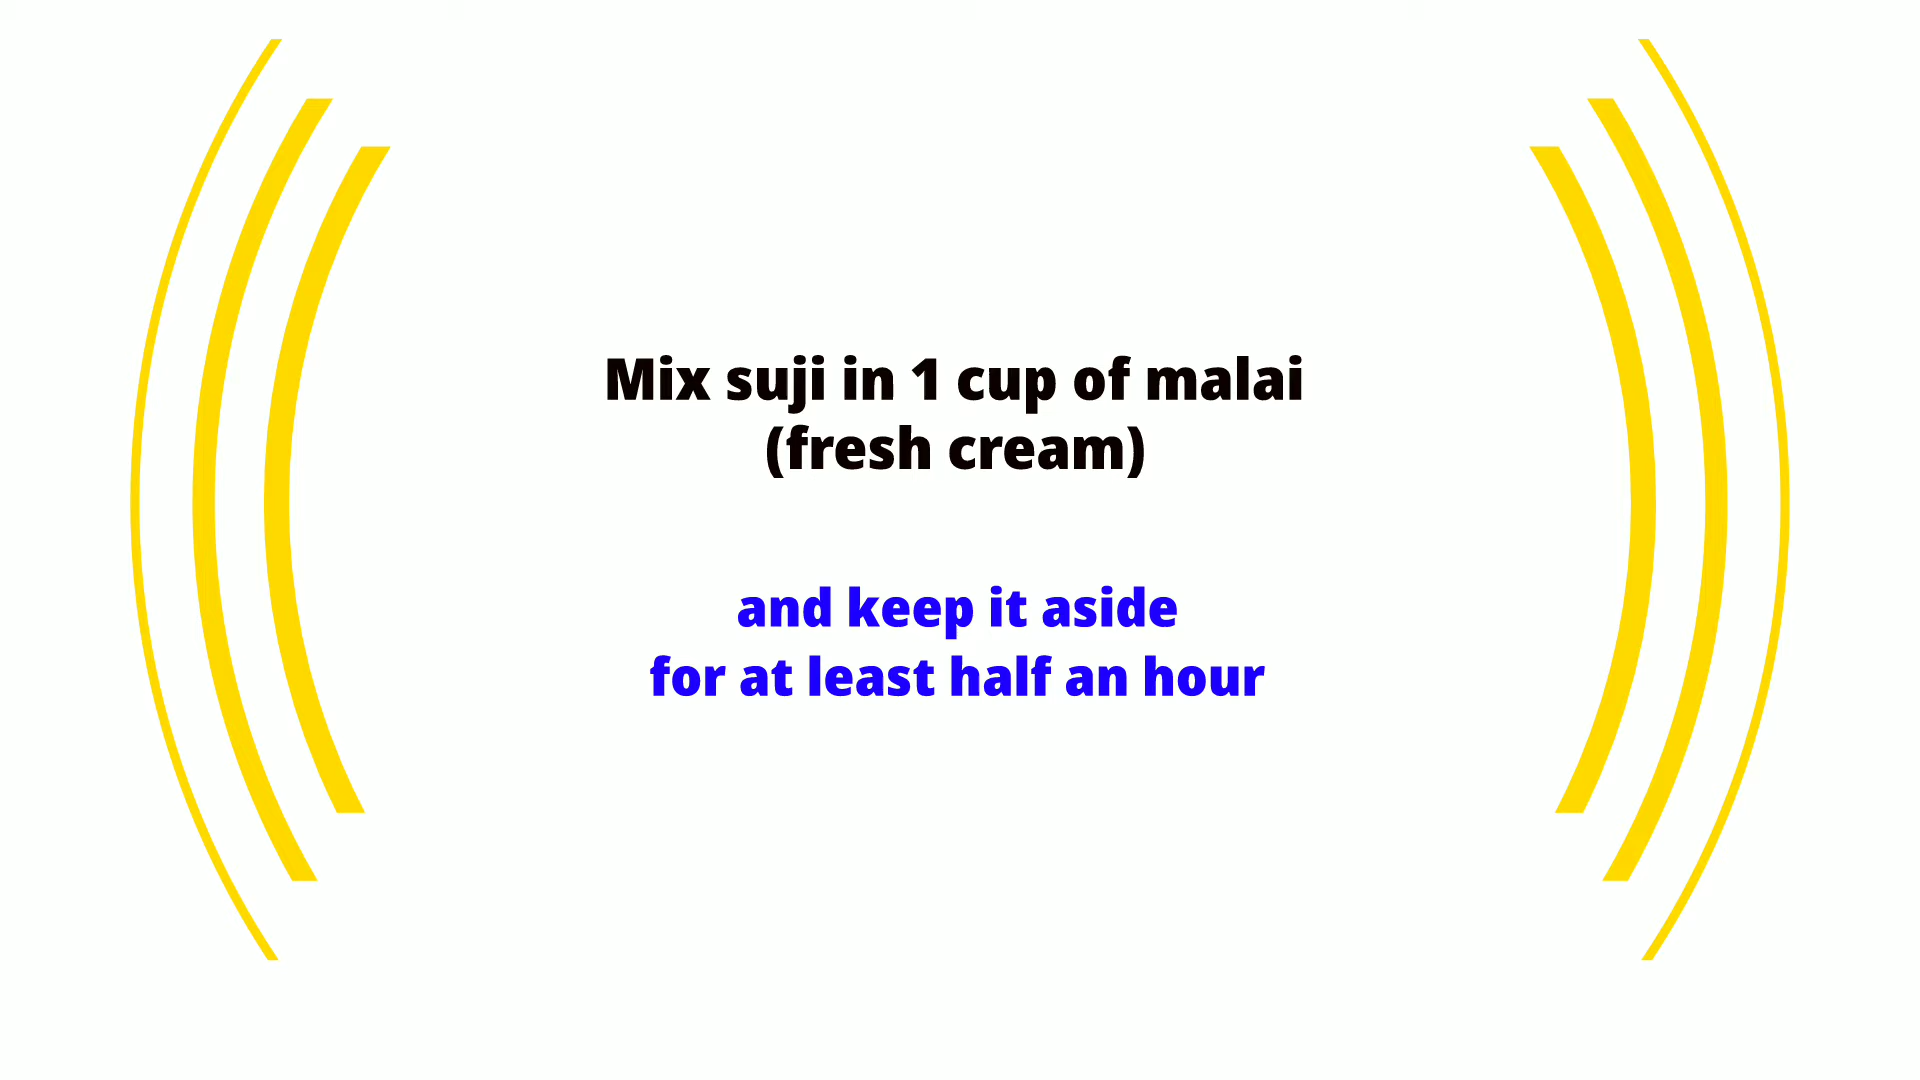 Mix suji in 1 cup of malai
(fresh cream)
and keep it aside
for at least half an hour